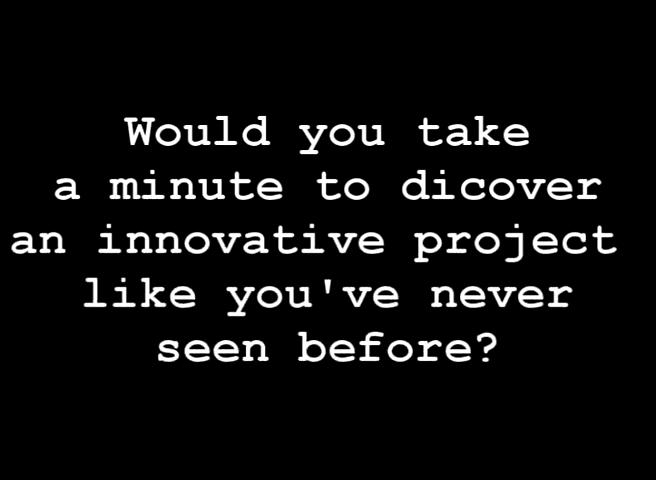 Would you take
a minute to dicover
an innovative project
like you've never
seen before?